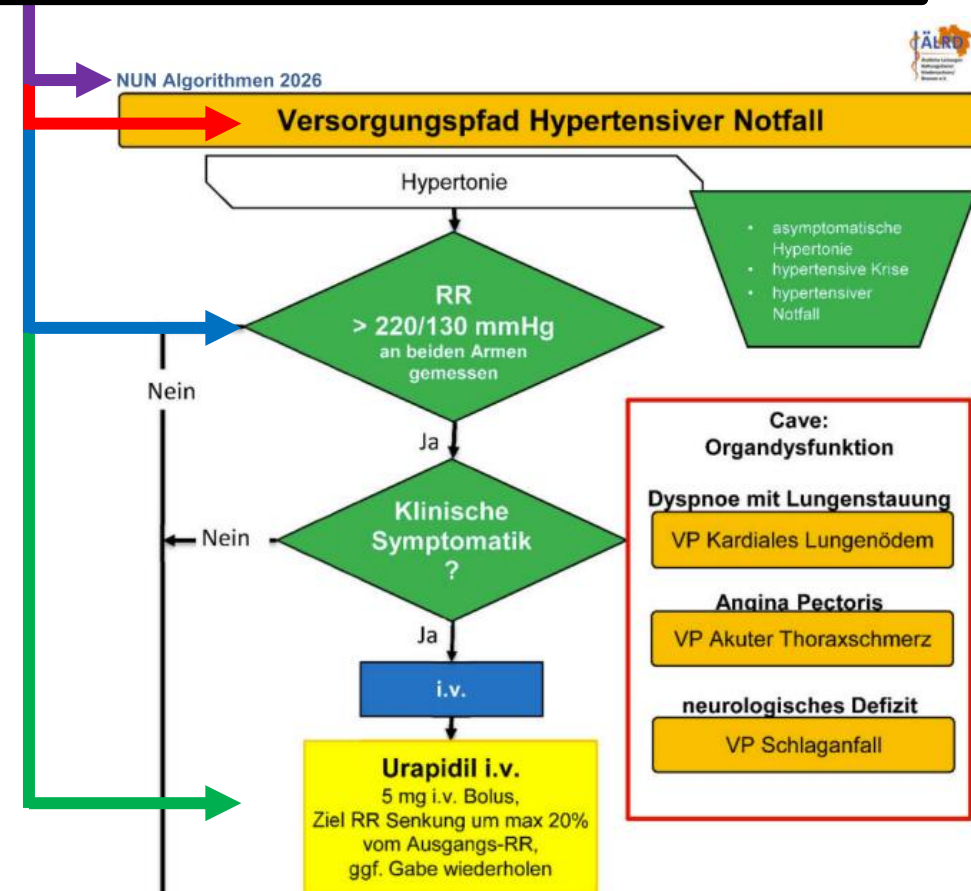 ÄLRD
NUN Algorithmen 2026
Versorgungspfad Hypertensiver Notfall
Hypertonie
• asymptomatische
Hypertonie
• hypertensive Krise
• hypertensiver
Notfall
RR
> 220/130 mmHg
an beiden Armen
gemessen
Nein
Ja
Cave:
Organdysfunktion
Dyspnoe mit Lungenstauung
VP Kardiales Lungenödem
Angina Pectoris
VP Akuter Thoraxschmerz
neurologisches Defizit
VP Schlaganfall
Klinische
Symptomatik
?
Nein
Ja
i.v.
Urapidil i.v.
5 mg i.v. Bolus,
Ziel RR Senkung um max 20%
vom Ausgangs-RR,
ggf. Gabe wiederholen